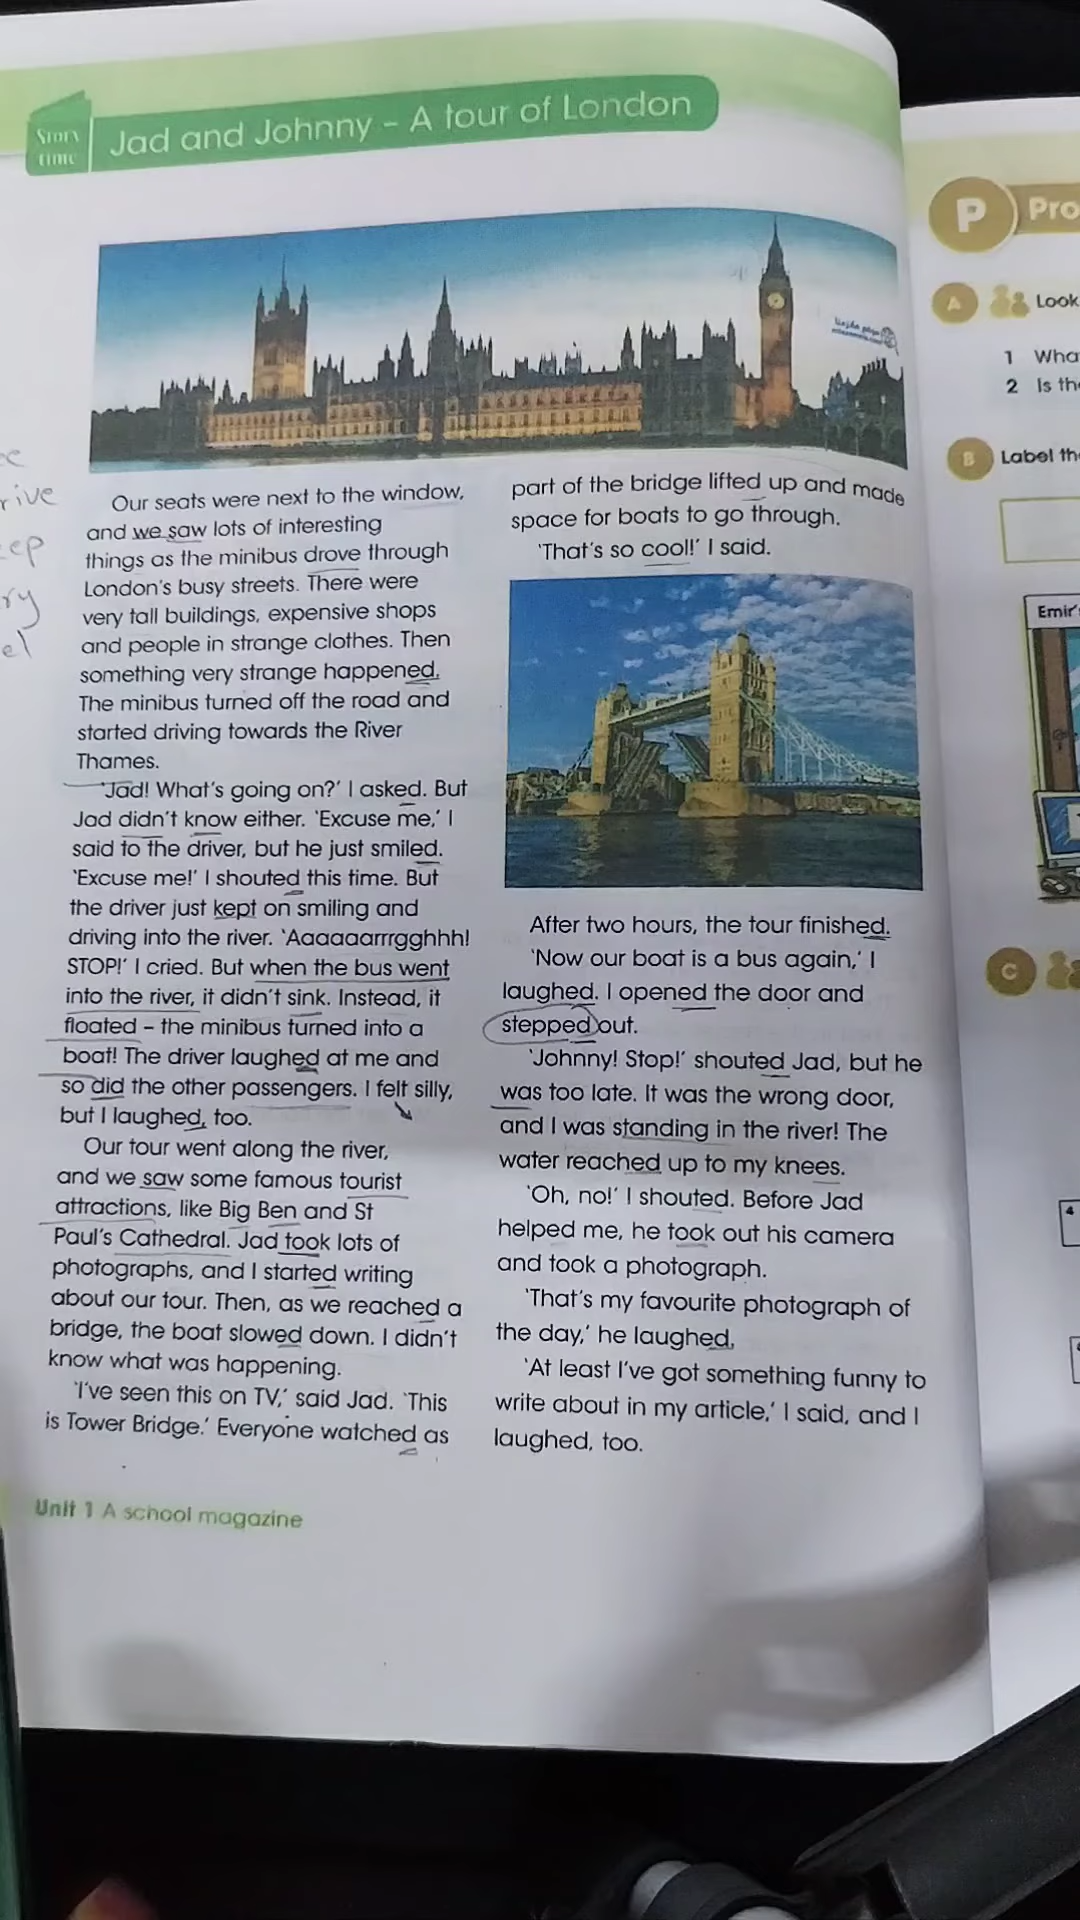 Story
time
Jad and Johnny – A tour of London
Our seats were next to the window,
and we saw lots of interesting
things as the minibus drove through
London's busy streets. There were
very tall buildings, expensive shops
and people in strange clothes. Then
something very strange happened.
The minibus turned off the road and
started driving towards the River
Thames.
'Jad! What's going on?' I asked. But
Jad didn't know either. 'Excuse me,' I
said to the driver, but he just smiled.
'Excuse me!' I shouted this time. But
the driver just kept on smiling and
driving into the river. 'Aaaaaarrrgghhh!
STOP!' I cried. But when the bus went
into the river, it didn't sink. Instead, it
floated – the minibus turned into a
boat! The driver laughed at me and
so did the other passengers. I felt silly,
but I laughed, too.
Our tour went along the river,
and we saw some famous tourist
attractions, like Big Ben and St
Paul's Cathedral. Jad took lots of
photographs, and I started writing
about our tour. Then, as we reached a
bridge, the boat slowed down. I didn't
know what was happening.
'I've seen this on TV,' said Jad. 'This
is Tower Bridge.' Everyone watched as
part of the bridge lifted up and made
space for boats to go through.
'That's so cool!' I said.
After two hours, the tour finished.
'Now our boat is a bus again,' I
laughed. I opened the door and
stepped out.
'Johnny! Stop!' shouted Jad, but he
was too late. It was the wrong door,
and I was standing in the river! The
water reached up to my knees.
'Oh, no!' I shouted. Before Jad
helped me, he took out his camera
and took a photograph.
'That's my favourite photograph of
the day,' he laughed.
'At least I've got something funny to
write about in my article,' I said, and I
laughed, too.
Unit 1 A school magazine
P Pro
A Look
1 Wha
2 Is th
B Label th
Emir's
C
4